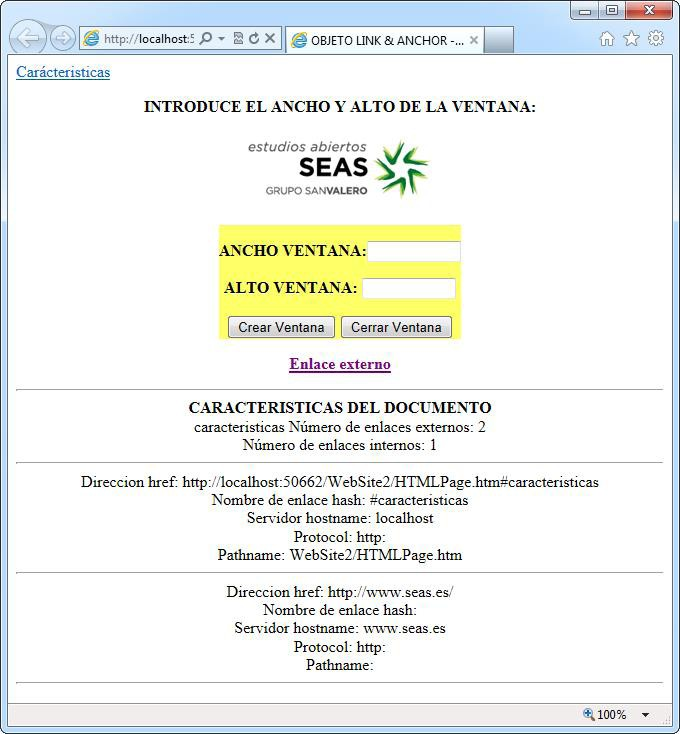 http://localhost:5
OBJETO LINK & ANCHOR -...
Carácteristicas
INTRODUCE EL ANCHO Y ALTO DE LA VENTANA:
estudios abiertos
SEAS
GRUPO SANVALERO
ANCHO VENTANA:
ALTO VENTANA:
Crear Ventana Cerrar Ventana
Enlace externo
CARACTERISTICAS DEL DOCUMENTO
caracteristicas Número de enlaces externos: 2
Número de enlaces internos: 1
Direccion href: http://localhost:50662/WebSite2/HTMLPage.htm#caracteristicas
Nombre de enlace hash: #caracteristicas
Servidor hostname: localhost
Protocol: http:
Pathname: WebSite2/HTMLPage.htm
Direccion href: http://www.seas.es/
Nombre de enlace hash:
Servidor hostname: www.seas.es
Protocol: http:
Pathname:
100%